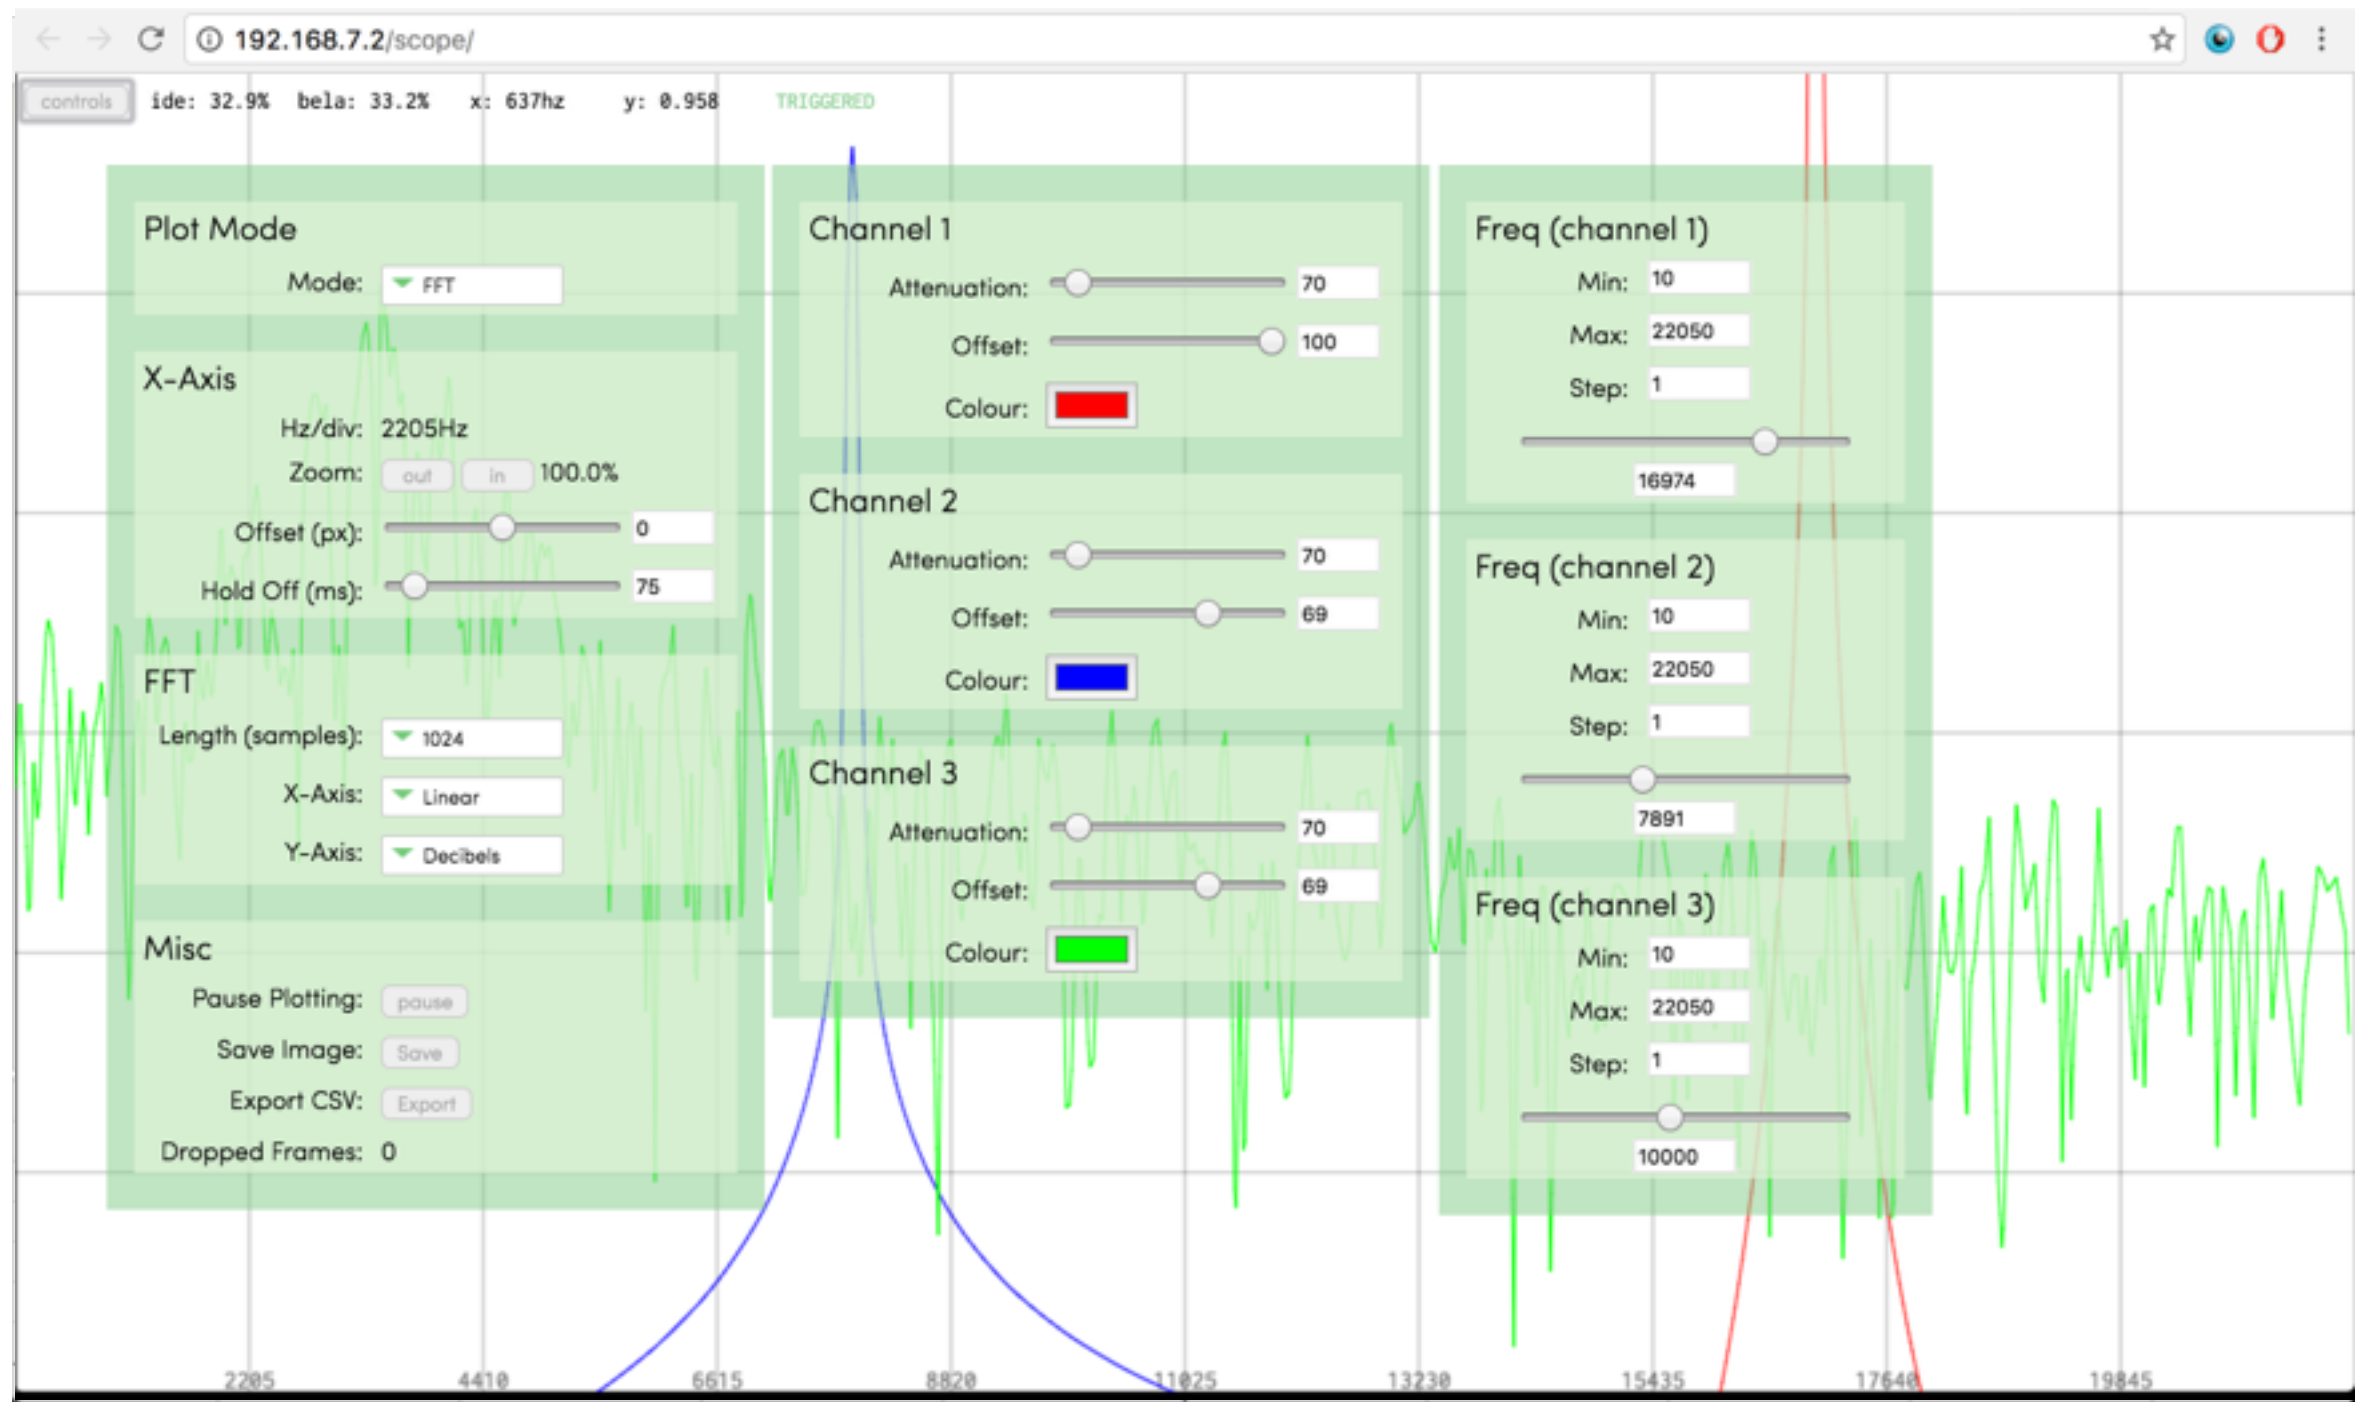 192.168.7.2/scope/
controls ide: 32.9% bela: 33.2% x: 637hz y: 0.958 TRIGGERED
Plot Mode
Mode: FFT
X-Axis
Hz/div: 2205Hz
Zoom: out in 100.0%
Offset (px): 0
Hold Off (ms): 75
FFT
Length (samples): 1024
X-Axis: Linear
Y-Axis: Decibels
Misc
Pause Plotting: pause
Save Image: Save
Export CSV: Export
Dropped Frames: 0
Channel 1
Attenuation: 70
Offset: 100
Colour:
Channel 2
Attenuation: 70
Offset: 69
Colour:
Channel 3
Attenuation: 70
Offset: 69
Colour:
Freq (channel 1)
Min: 10
Max: 22050
Step: 1
16974
Freq (channel 2)
Min: 10
Max: 22050
Step: 1
7891
Freq (channel 3)
Min: 10
Max: 22050
Step: 1
10000
2205 4410 6615 8820 11025 13230 15435 17640 19845